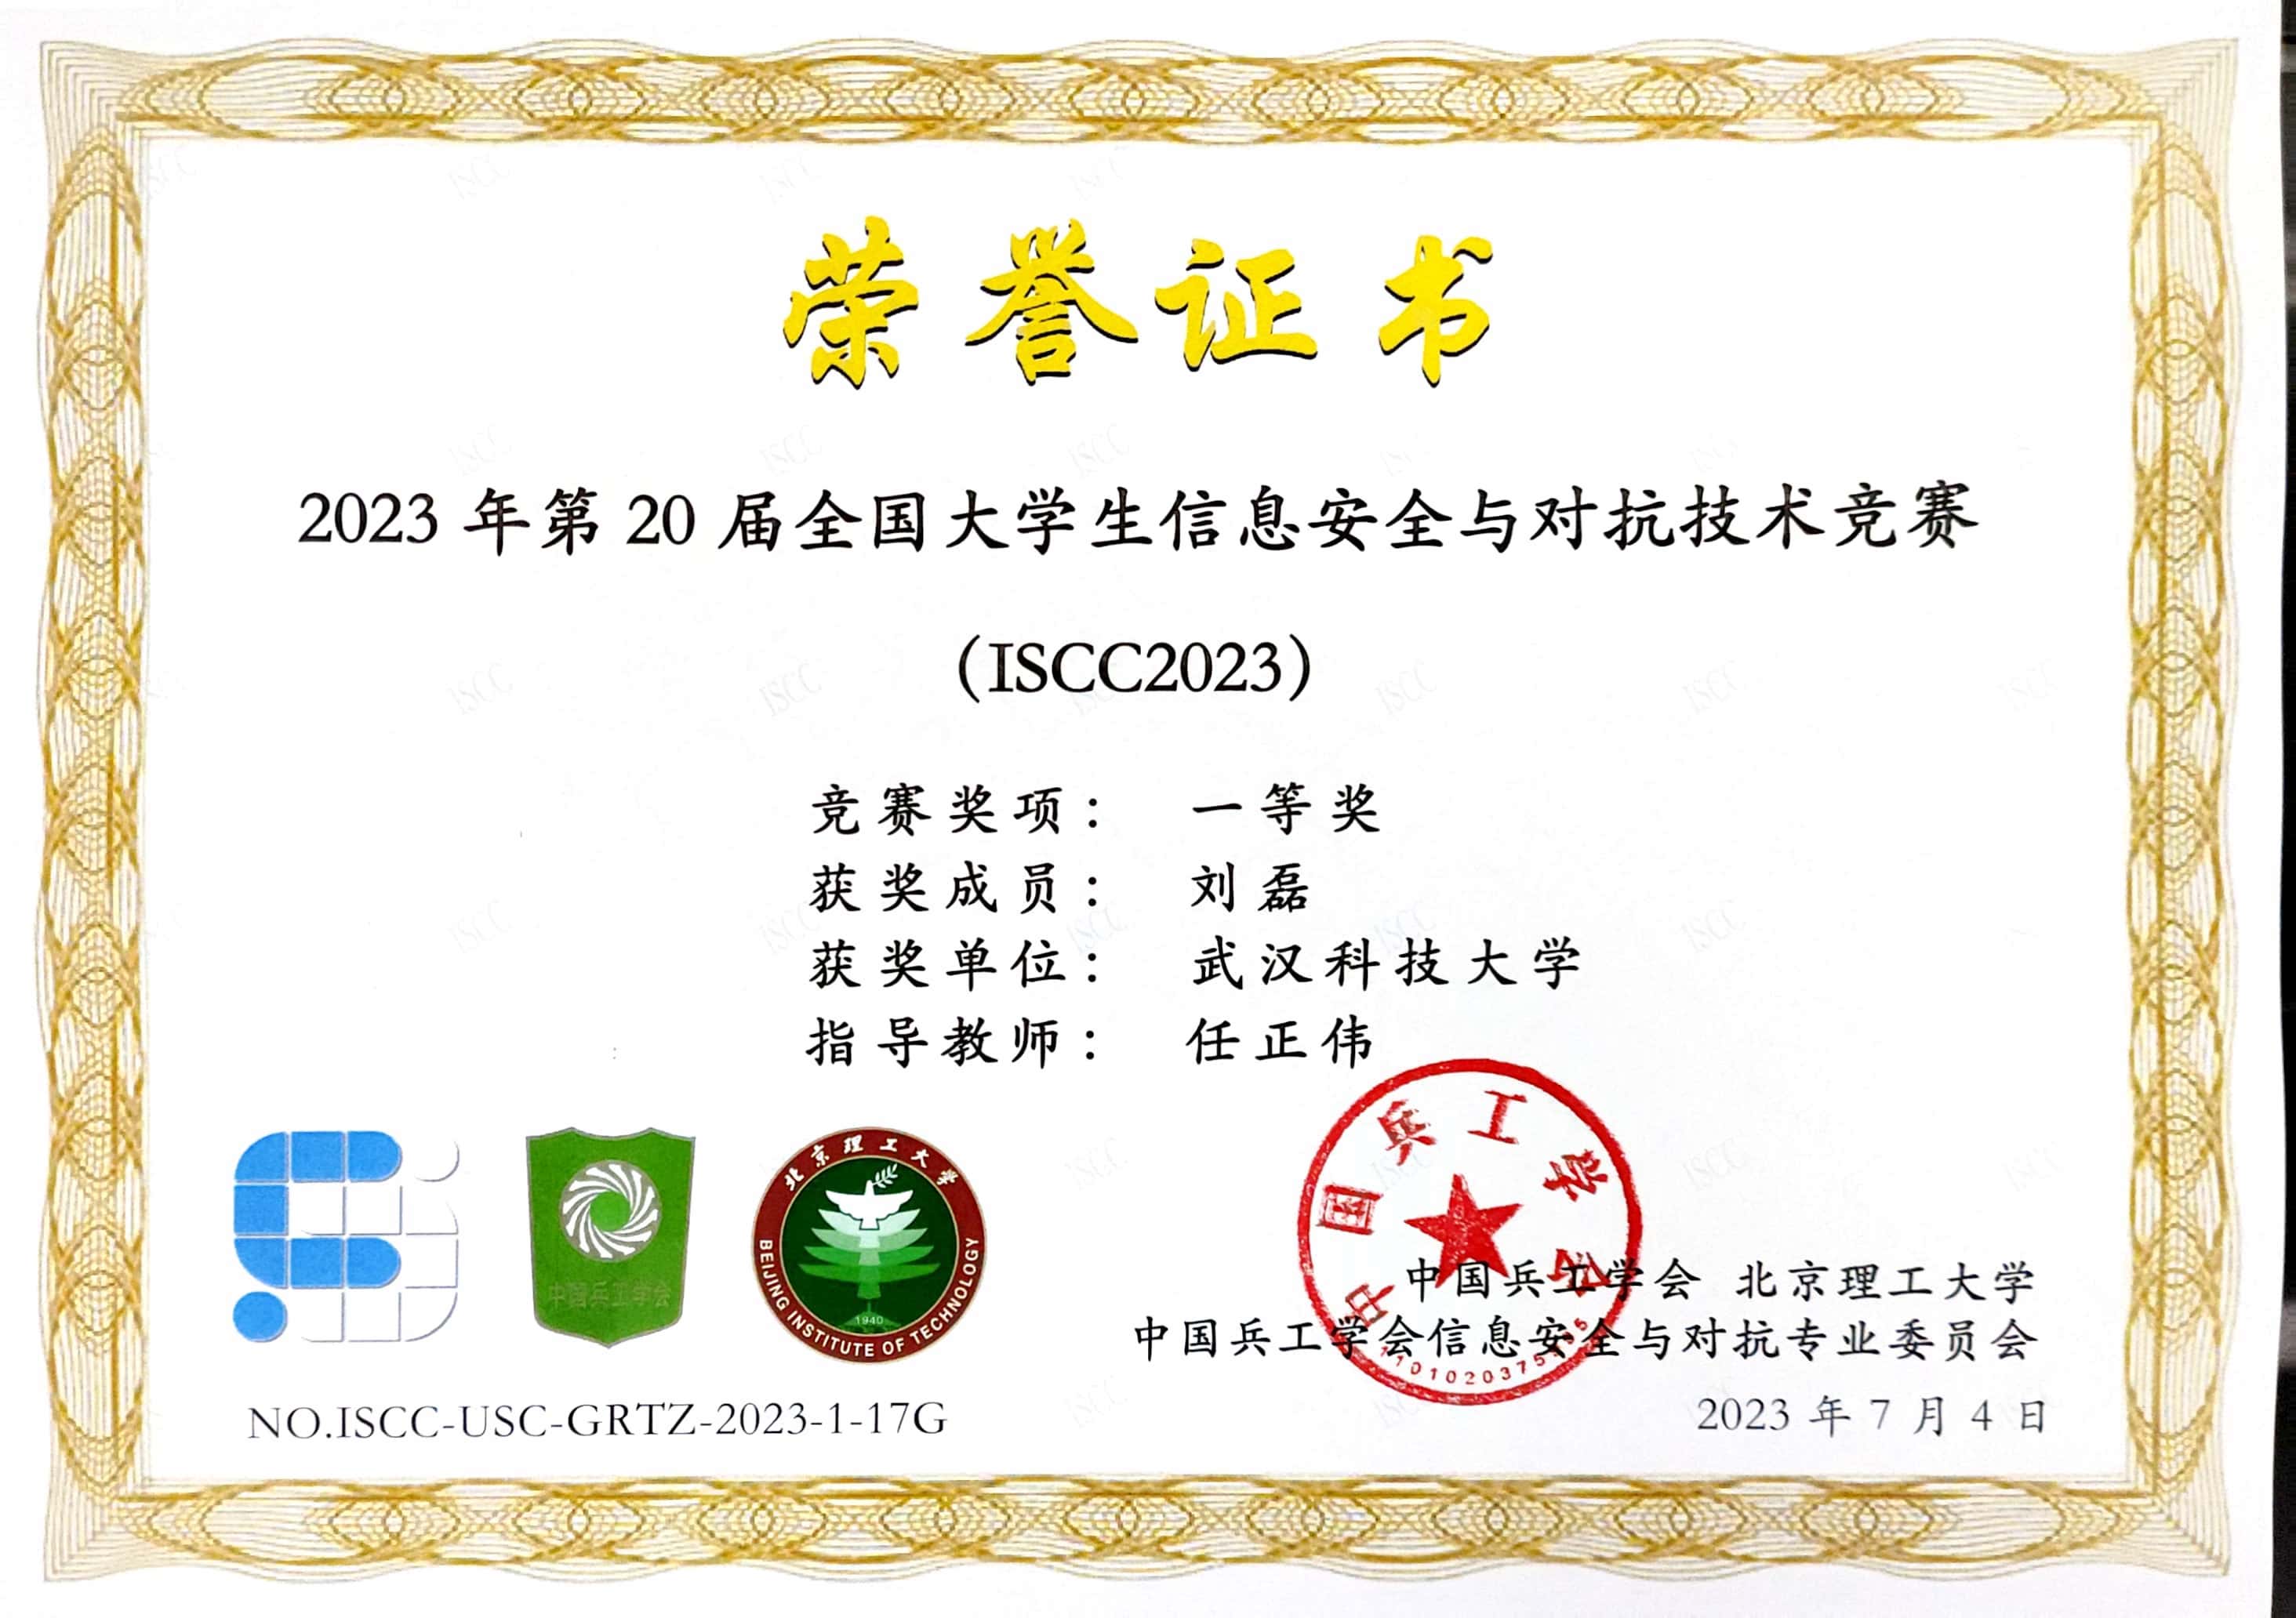 荣誉证书
2023 年第 20 届全国大学生信息安全与对抗技术竞赛
（ISCC2023）
竞赛奖项： 一等奖
获奖成员： 刘磊
获奖单位： 武汉科技大学
指导教师： 任正伟
中国兵工学会
北京理工大学
1940
BEIJING INSTITUTE OF TECHNOLOGY
中国兵工学会
中国兵工学会 北京理工大学
中国兵工学会信息安全与对抗专业委员会
NO.ISCC-USC-GRTZ-2023-1-17G
2023 年 7 月 4 日